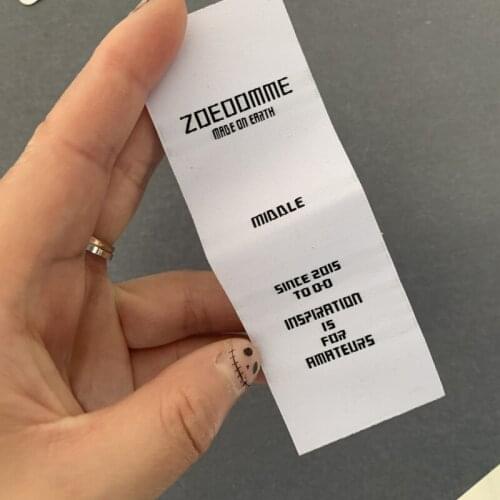 ZOEDOMME
MADE ON EARTH
MIDDLE
SINCE 2015
TO 0-0
INSPIRATION
IS
FOR
AMATEURS